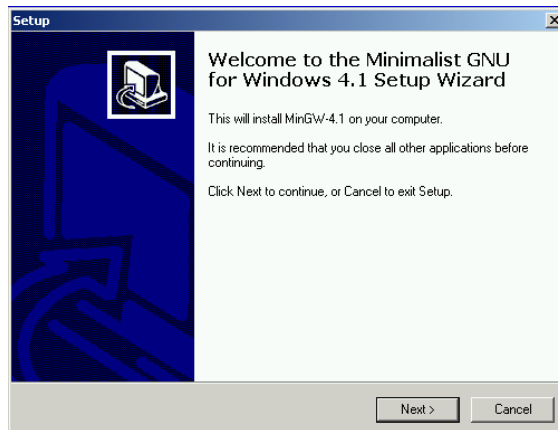 Setup
Welcome to the Minimalist GNU
for Windows 4.1 Setup Wizard
This will install MinGW-4.1 on your computer.
It is recommended that you close all other applications before
continuing.
Click Next to continue, or Cancel to exit Setup.
Next >
Cancel